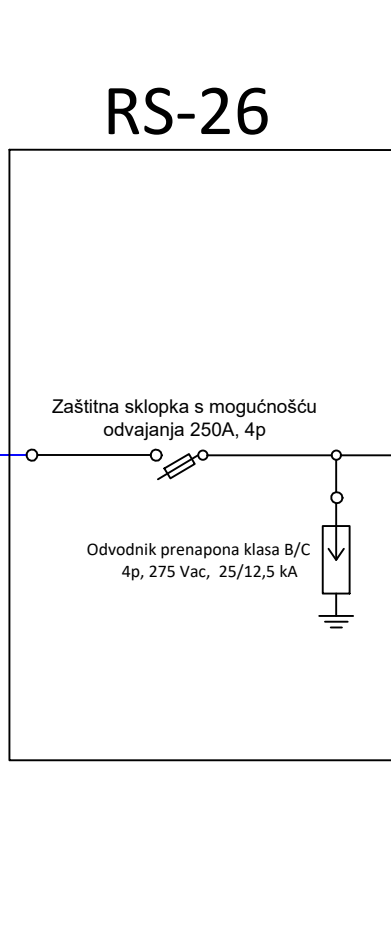 RS-26
Zaštitna sklopka s mogućnošću
odvajanja 250A, 4p
Odvodnik prenapona klasa B/C
4p, 275 Vac, 25/12,5 kA